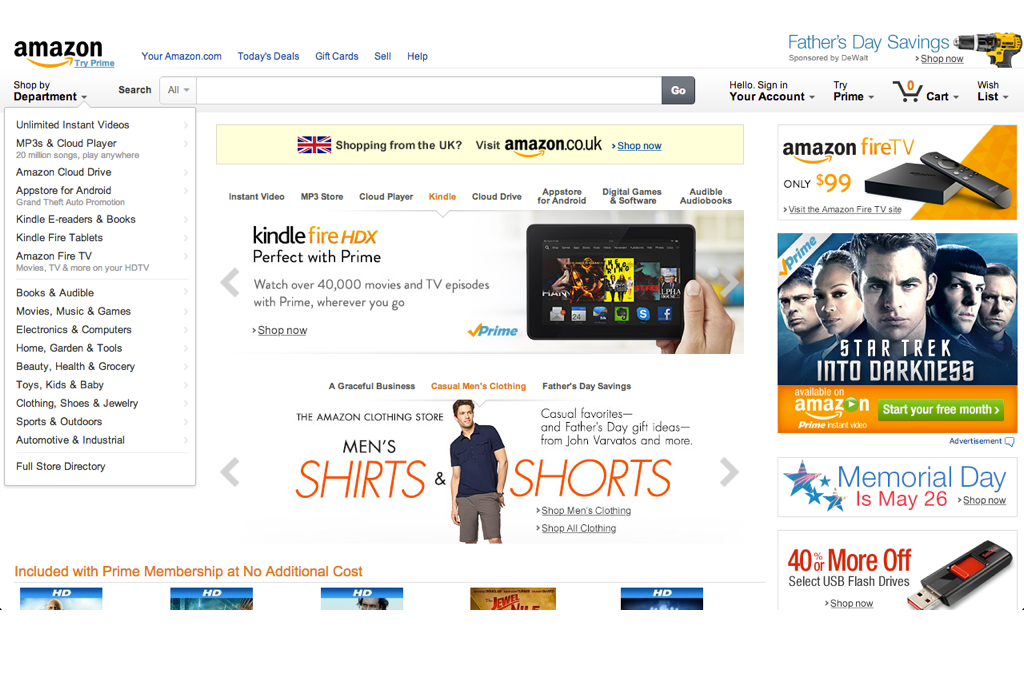 amazon
Try Prime
Your Amazon.com Today's Deals Gift Cards Sell Help
Father's Day Savings
Sponsored by DeWalt
Shop now
Shop by
Department
Search All Go
Hello. Sign in
Your Account
Try
Prime
0
Cart
Wish
List
Unlimited Instant Videos
MP3s & Cloud Player
20 million songs, play anywhere
Amazon Cloud Drive
Appstore for Android
Grand Theft Auto Promotion
Kindle E-readers & Books
Kindle Fire Tablets
Amazon Fire TV
Movies, TV & more on your HDTV
Books & Audible
Movies, Music & Games
Electronics & Computers
Home, Garden & Tools
Beauty, Health & Grocery
Toys, Kids & Baby
Clothing, Shoes & Jewelry
Sports & Outdoors
Automotive & Industrial
Full Store Directory
Shopping from the UK? Visit amazon.co.uk Shop now
Instant Video MP3 Store Cloud Player Kindle Cloud Drive
Appstore
for Android
Digital Games
& Software
Audible
Audiobooks
kindle fire HDX
Perfect with Prime
Watch over 40,000 movies and TV episodes
with Prime, wherever you go
Shop now
Prime
A Graceful Business Casual Men's Clothing Father's Day Savings
THE AMAZON CLOTHING STORE
MEN'S
SHIRTS & SHORTS
Casual favorites—
and Father's Day gift ideas—
from John Varvatos and more.
Shop Men's Clothing
Shop All Clothing
Included with Prime Membership at No Additional Cost
HD HD HD
THE JEWEL
OF THE NILE
HD
amazon fireTV
ONLY $99
Visit the Amazon Fire TV site
Prime
STAR TREK
INTO DARKNESS
available on
amazon
Prime instant video
Start your free month
Advertisement
Memorial Day
Is May 26
Shop now
40% or More Off
Select USB Flash Drives
Shop now